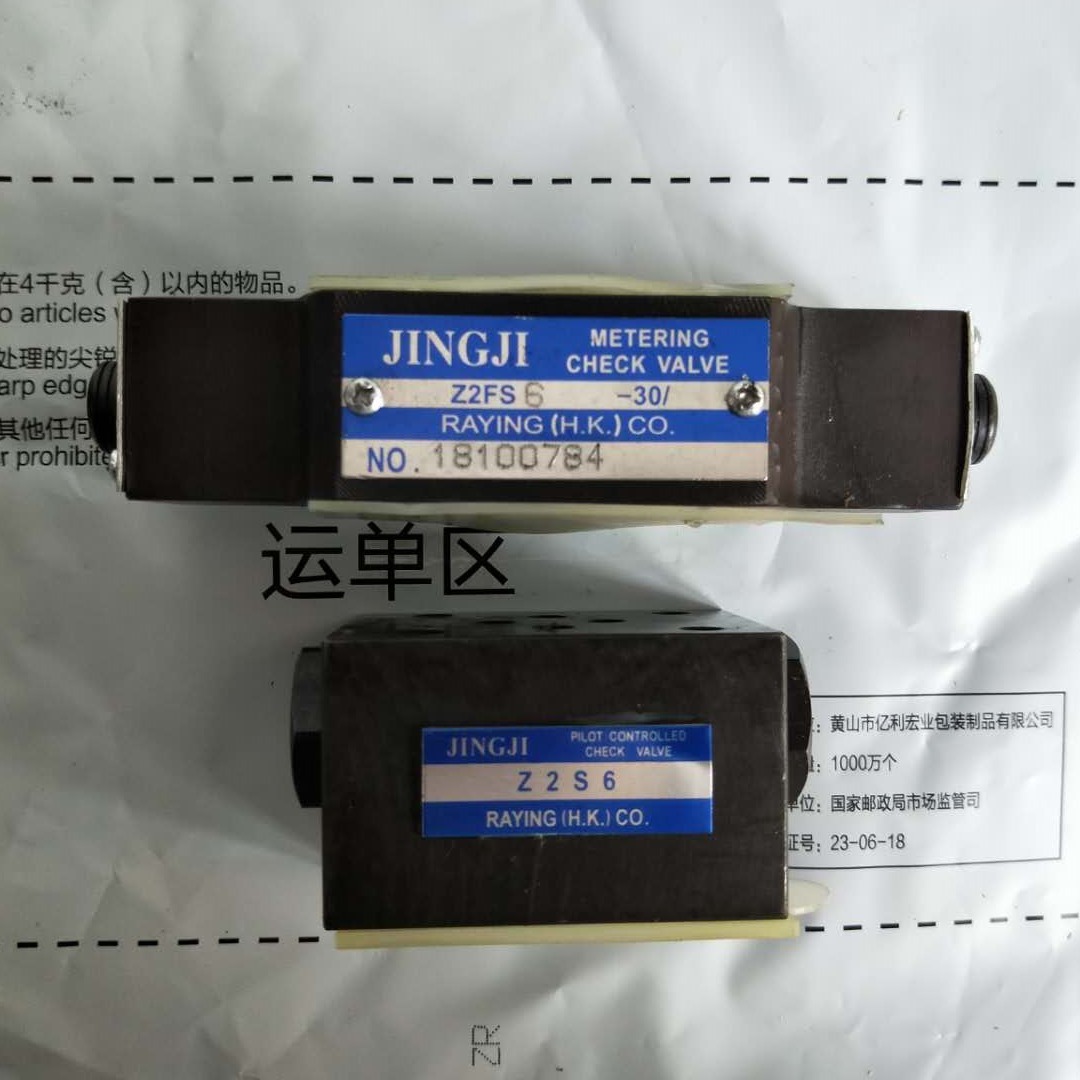 在4千克（含）以内的物品。
o articles
处理的尖锐
arp edg
其他任何
r prohibite
JINGJI
METERING
CHECK VALVE
Z2FS 6 -30/
RAYING (H.K.) CO.
NO. 18100784
运单区
JINGJI
PILOT CONTROLLED
CHECK VALVE
Z2S6
RAYING (H.K.) CO.
黄山市亿利宏业包装制品有限公司
1000万个
单位：国家邮政局市场监管司
证号：23-06-18
ZR